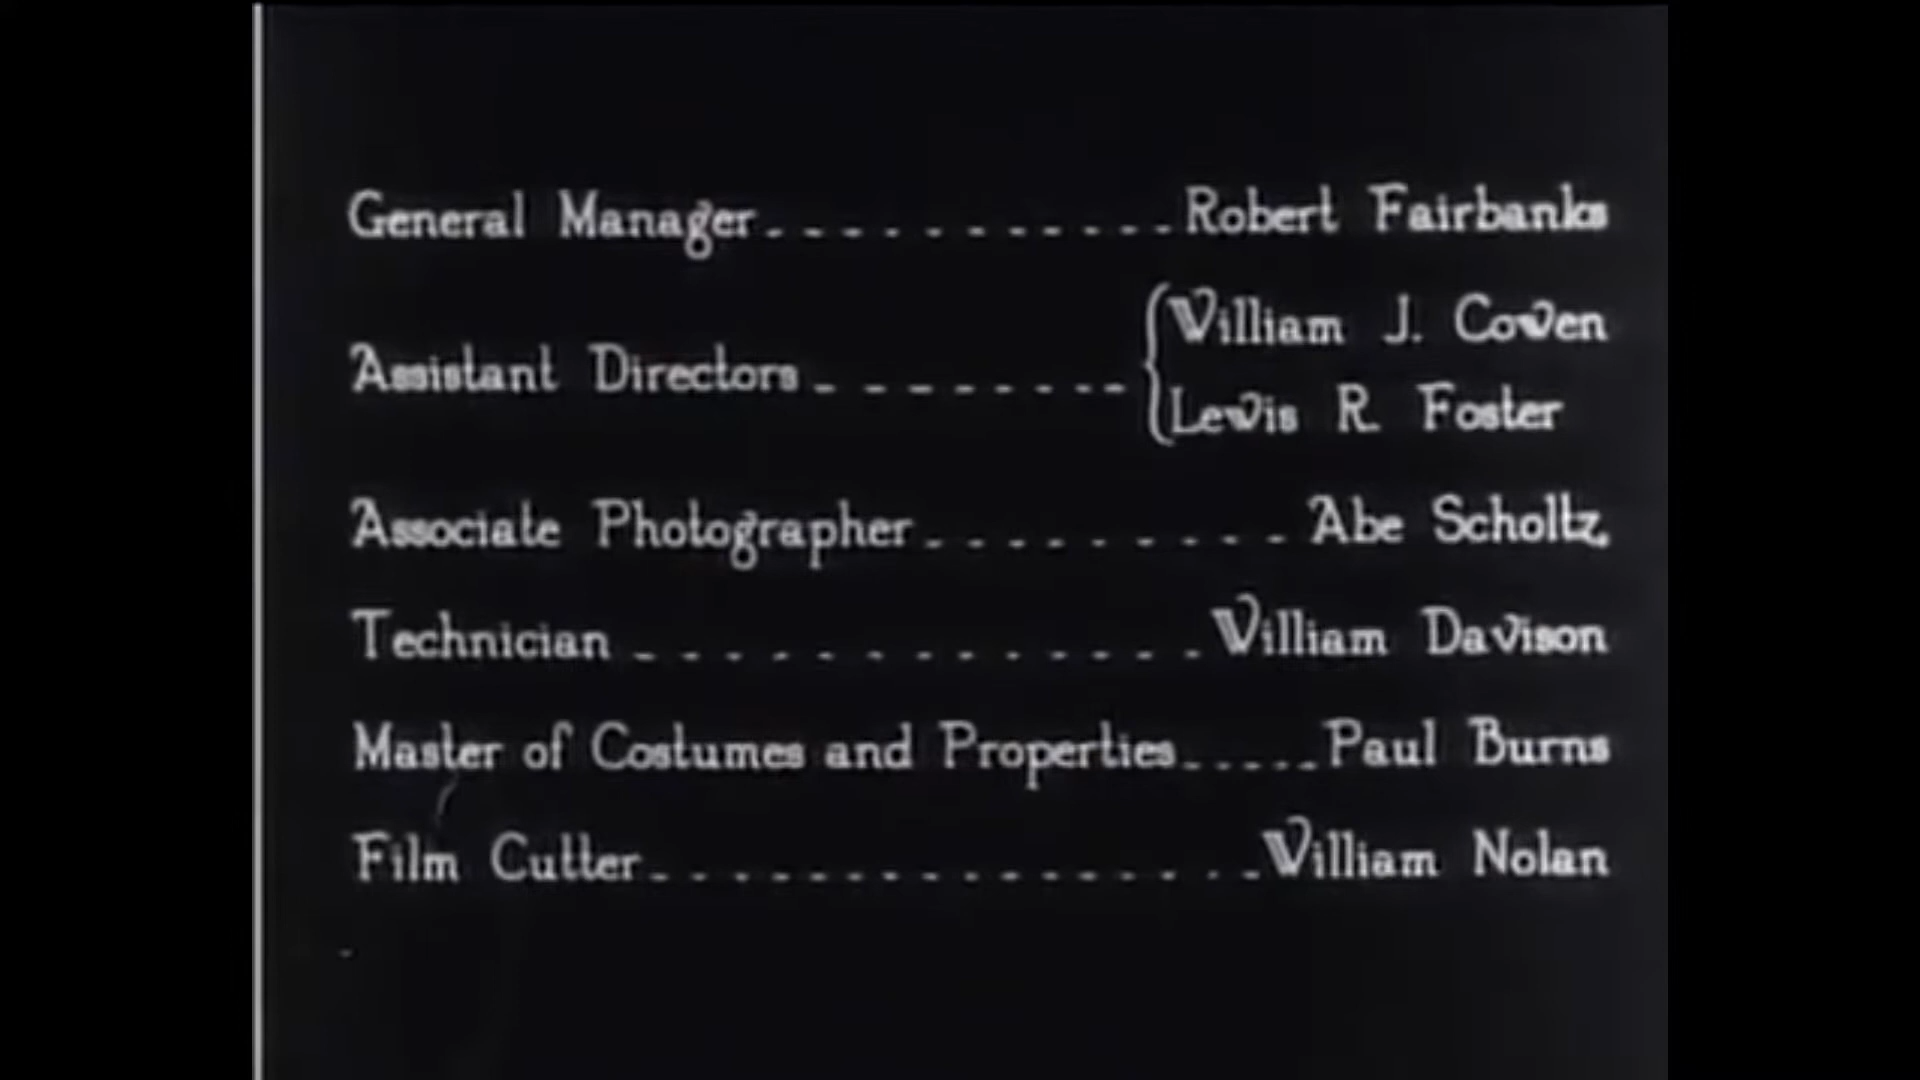 General Manager - - - - - - - - - - - Robert Fairbanks
Assistant Directors - - - - - - - - { William J. Cowen
Lewis R. Foster
Associate Photographer - - - - - - - - - Abe Scholtz.
Technician - - - - - - - - - - - - - William Davison
Master of Costumes and Properties - - - - - Paul Burns
Film Cutter - - - - - - - - - - - - - - - William Nolan